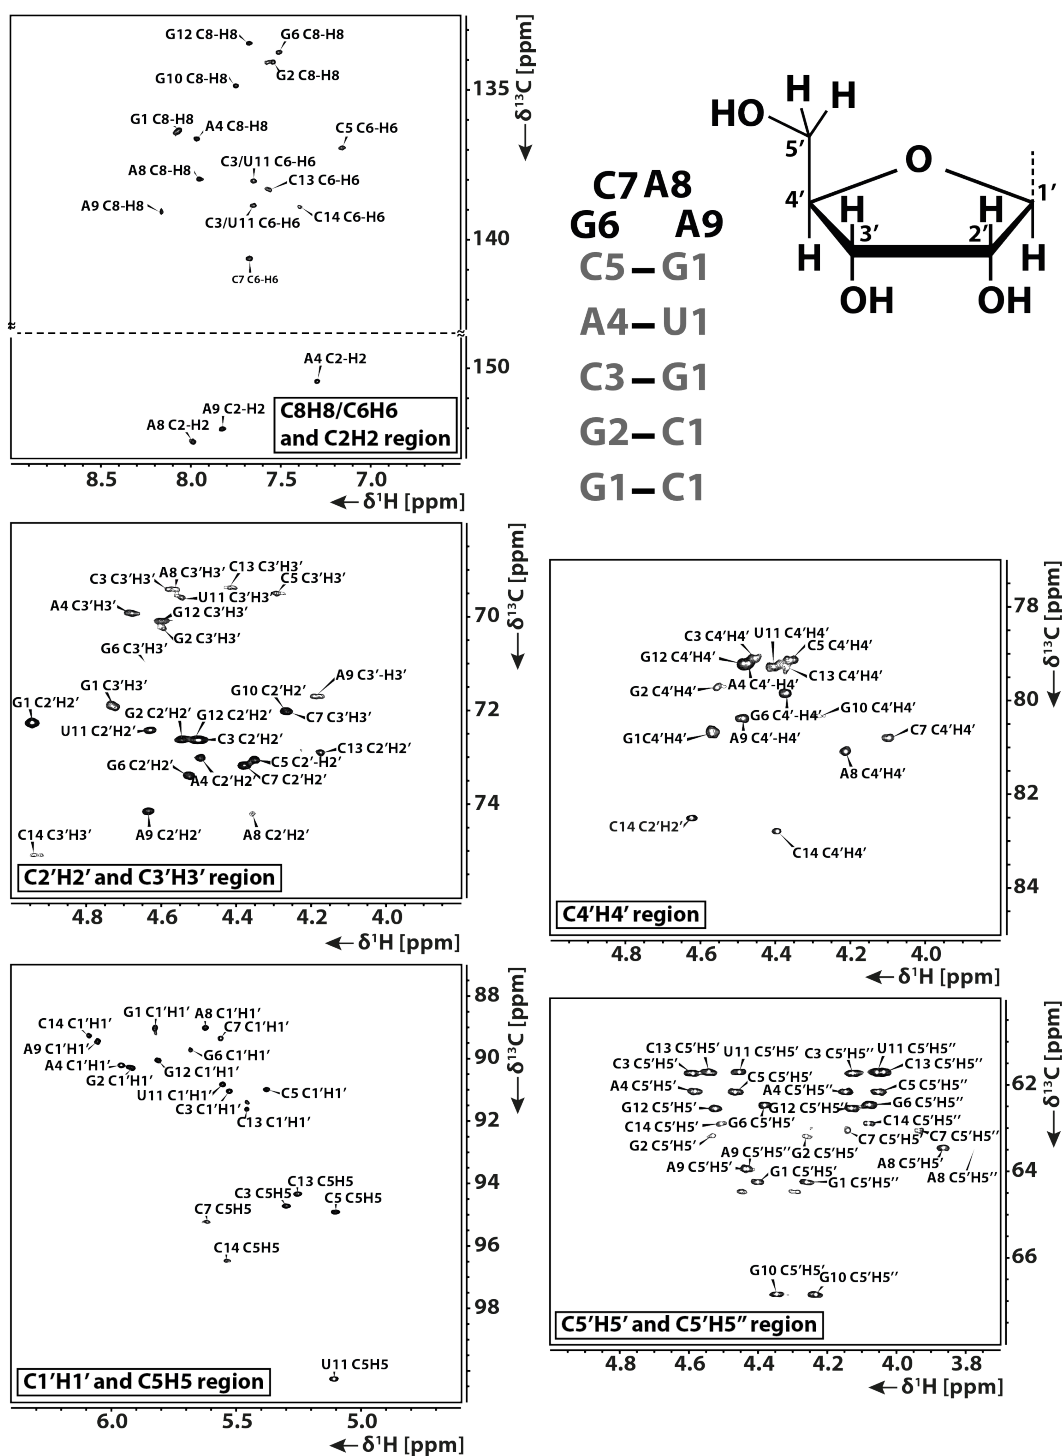 G12 C8-H8
G6 C8-H8
G2 C8-H8
G10 C8-H8
G1 C8-H8
A4 C8-H8
C5 C6-H6
A8 C8-H8
C3/U11 C6-H6
C13 C6-H6
A9 C8-H8
C3/U11 C6-H6
C14 C6-H6
C7 C6-H6
A4 C2-H2
A9 C2-H2
A8 C2-H2
C8H8/C6H6
and C2H2 region
135
140
150
δ¹³C [ppm]
8.5 8.0 7.5 7.0
δ¹H [ppm]
C7 A8
G6 A9
C5 – G1
A4 – U1
C3 – G1
G2 – C1
G1 – C1
H H
HO
5′
O
4′ H H 1′
3′ 2′
H H
OH OH
C13 C3′H3′
A8 C3′H3′
C3 C3′H3′
C5 C3′H3′
U11 C3′H3′
A4 C3′H3′
G12 C3′H3′
G2 C3′H3′
G6 C3′H3′
A9 C3′-H3′
G1 C3′H3′
G10 C2′H2′
G1 C2′H2′
G2 C2′H2′
G12 C2′H2′
C7 C3′H3′
U11 C2′H2′
C3 C2′H2′
C13 C2′H2′
G6 C2′H2′
C5 C2′-H2′
A4 C2′H2′
C7 C2′H2′
C14 C3′H3′
A9 C2′H2′
A8 C2′H2′
C2′H2′ and C3′H3′ region
70
72
74
δ¹³C [ppm]
4.8 4.6 4.4 4.2 4.0
δ¹H [ppm]
U11 C4′H4′
C3 C4′H4′
C5 C4′H4′
G12 C4′H4′
C13 C4′H4′
G2 C4′H4′
A4 C4′-H4′
G10 C4′H4′
G6 C4′-H4′
G1C4′H4′
A9 C4′-H4′
C7 C4′H4′
A8 C4′H4′
C14 C2′H2′
C14 C4′H4′
C4′H4′ region
78
80
82
84
δ¹³C [ppm]
4.8 4.6 4.4 4.2 4.0
δ¹H [ppm]
G1 C1′H1′
A8 C1′H1′
C14 C1′H1′
C7 C1′H1′
A9 C1′H1′
G6 C1′H1′
A4 C1′H1′
G2 C1′H1′
G12 C1′H1′
U11 C1′H1′
C5 C1′H1′
C3 C1′H1′
C13 C1′H1′
C13 C5H5
C3 C5H5
C5 C5H5
C7 C5H5
C14 C5H5
U11 C5H5
C1′H1′ and C5H5 region
88
90
92
94
96
98
δ¹³C [ppm]
6.0 5.5 5.0
δ¹H [ppm]
C13 C5′H5′
U11 C5′H5′
C3 C5′H5′′
U11 C5′H5′′
C3 C5′H5′
C13 C5′H5′′
A4 C5′H5′
C5 C5′H5′
A4 C5′H5′′
C5 C5′H5′′
G12 C5′H5′
G12 C5′H5′′
G6 C5′H5′′
C14 C5′H5′
G6 C5′H5′
C14 C5′H5′′
G2 C5′H5′
C7 C5′H5′
C7 C5′H5′′
A9 C5′H5′′
G2 C5′H5′
A9 C5′H5′
G1 C5′H5′
A8 C5′H5′
A8 C5′H5′′
G1 C5′H5′′
G10 C5′H5′
G10 C5′H5′′
C5′H5′ and C5′H5′′ region
62
64
66
δ¹³C [ppm]
4.8 4.6 4.4 4.2 4.0 3.8
δ¹H [ppm]